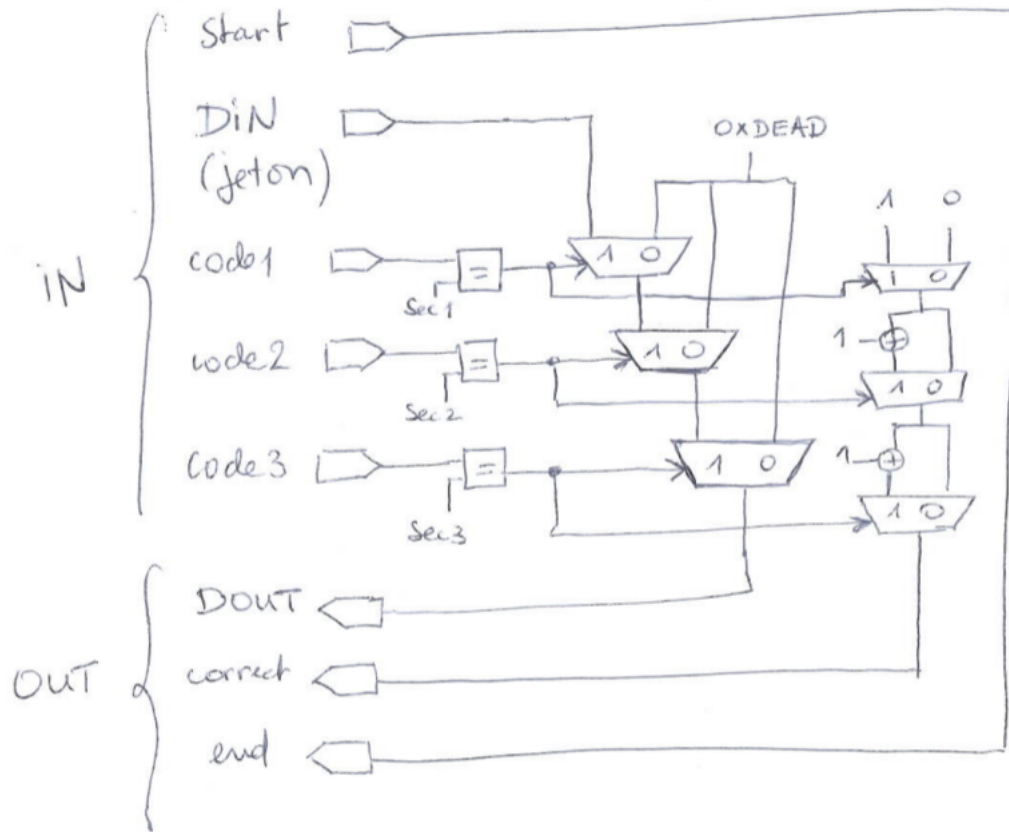 Start
DIN
(jeton)
0xDEAD
1 0
IN
code1
=
Sec1
1 0
1 0
code2
=
Sec2
1 0
1 +
1 0
code3
=
Sec3
1 0
1 +
1 0
OUT
DOUT
correct
end